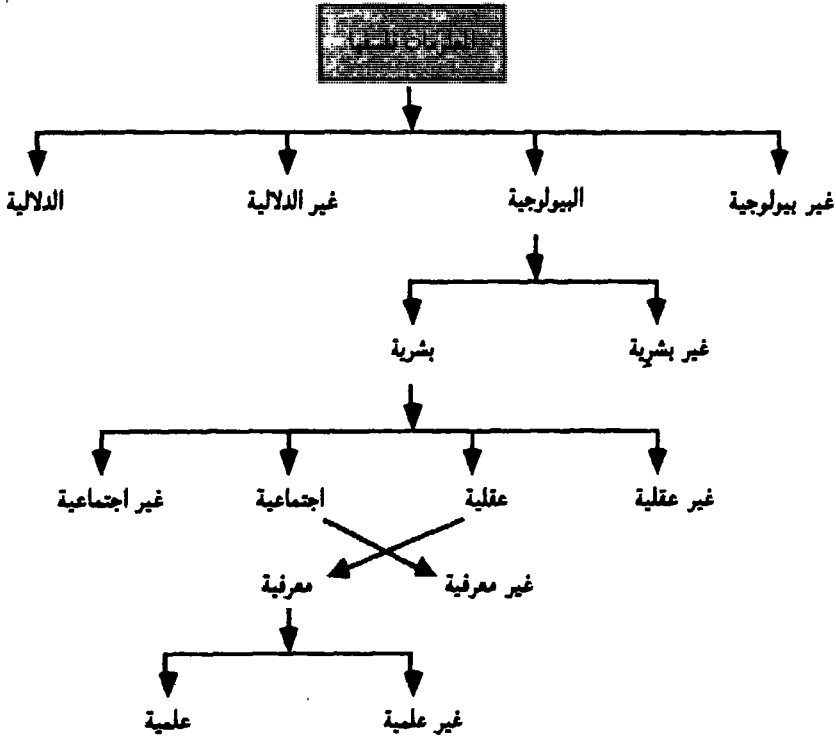 غير بيولوجية
البيولوجية
غير الدلالية
الدلالية
غير بشرية
بشرية
غير عقلية
عقلية
اجتماعية
غير اجتماعية
غير معرفية
معرفية
غير علمية
علمية